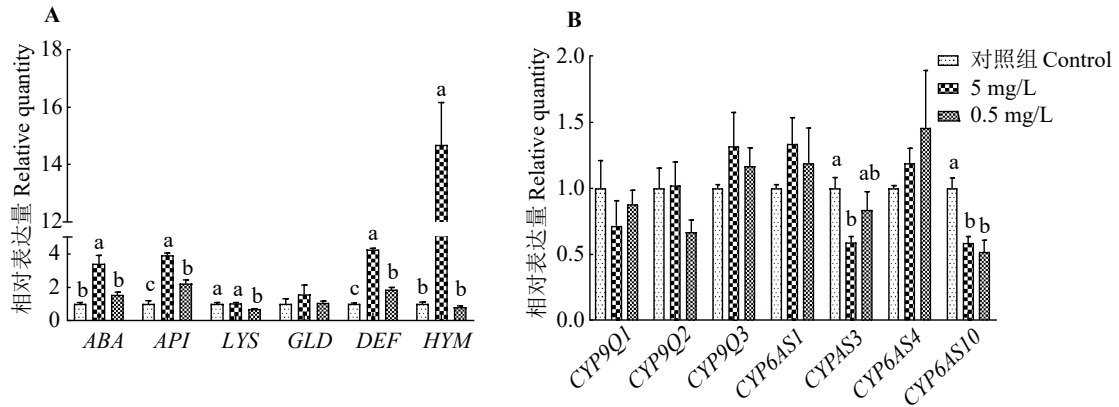 A
相对表达量 Relative quantity
18
16
14
12
4
2
0
b
a
b
c
a
b
a
a
b
c
a
b
b
a
b
ABA API LYS GLD DEF HYM
B
对照组 Control
5 mg/L
0.5 mg/L
相对表达量 Relative quantity
2.0
1.5
1.0
0.5
0.0
a
b
ab
a
b
b
CYP9Q1
CYP9Q2
CYP9Q3
CYP6AS1
CYPAS3
CYP6AS4
CYP6AS10